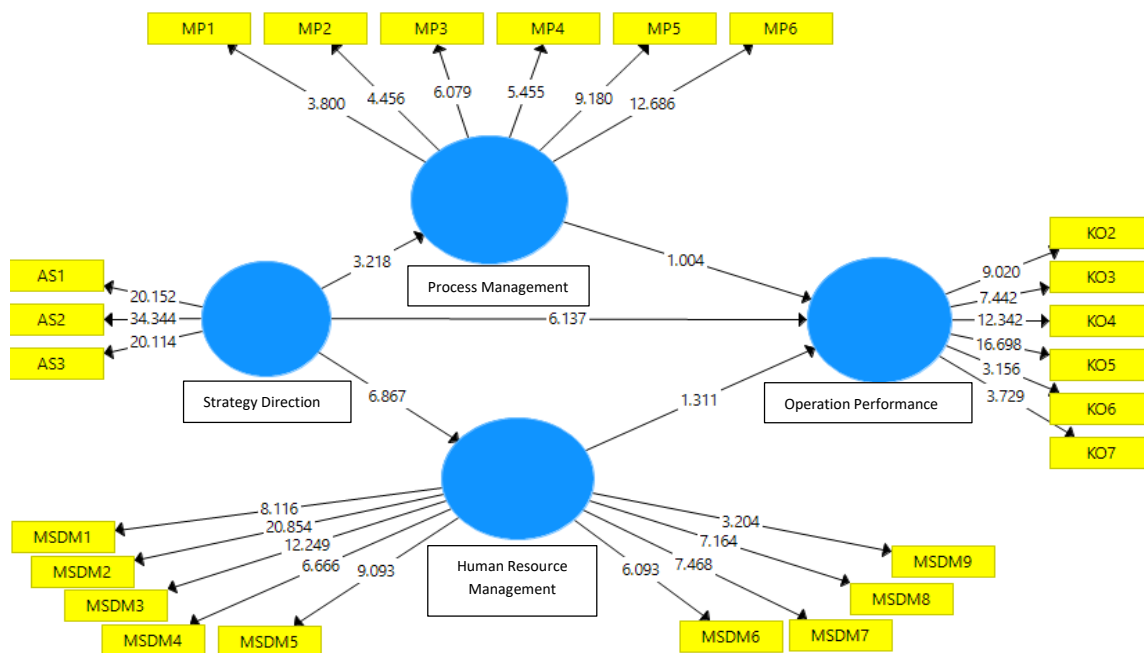 MP1 MP2 MP3 MP4 MP5 MP6
3.800 4.456 6.079 5.455 9.180 12.686
Process Management
AS1
AS2
AS3
20.152
34.344
20.114
Strategy Direction
3.218
6.137
6.867
1.004
1.311
Operation Performance
KO2
KO3
KO4
KO5
KO6
KO7
9.020
7.442
12.342
16.698
3.156
3.729
Human Resource
Management
8.116
20.854
12.249
6.666
9.093
6.093
7.468
7.164
3.204
MSDM1
MSDM2
MSDM3
MSDM4
MSDM5
MSDM6
MSDM7
MSDM8
MSDM9